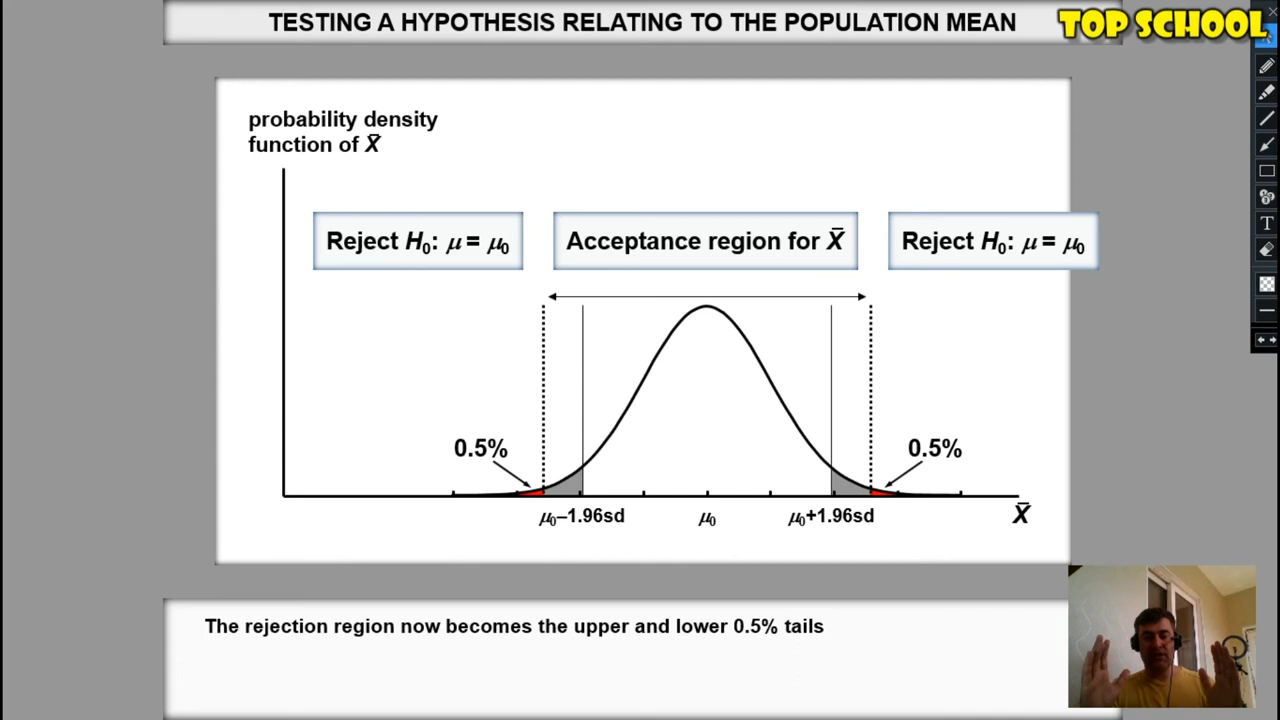 TESTING A HYPOTHESIS RELATING TO THE POPULATION MEAN
TOP SCHOOL
probability density
function of X̄
Reject H₀: μ = μ₀
Acceptance region for X̄
Reject H₀: μ = μ₀
0.5%
0.5%
μ₀–1.96sd
μ₀
μ₀+1.96sd
X̄
The rejection region now becomes the upper and lower 0.5% tails
T